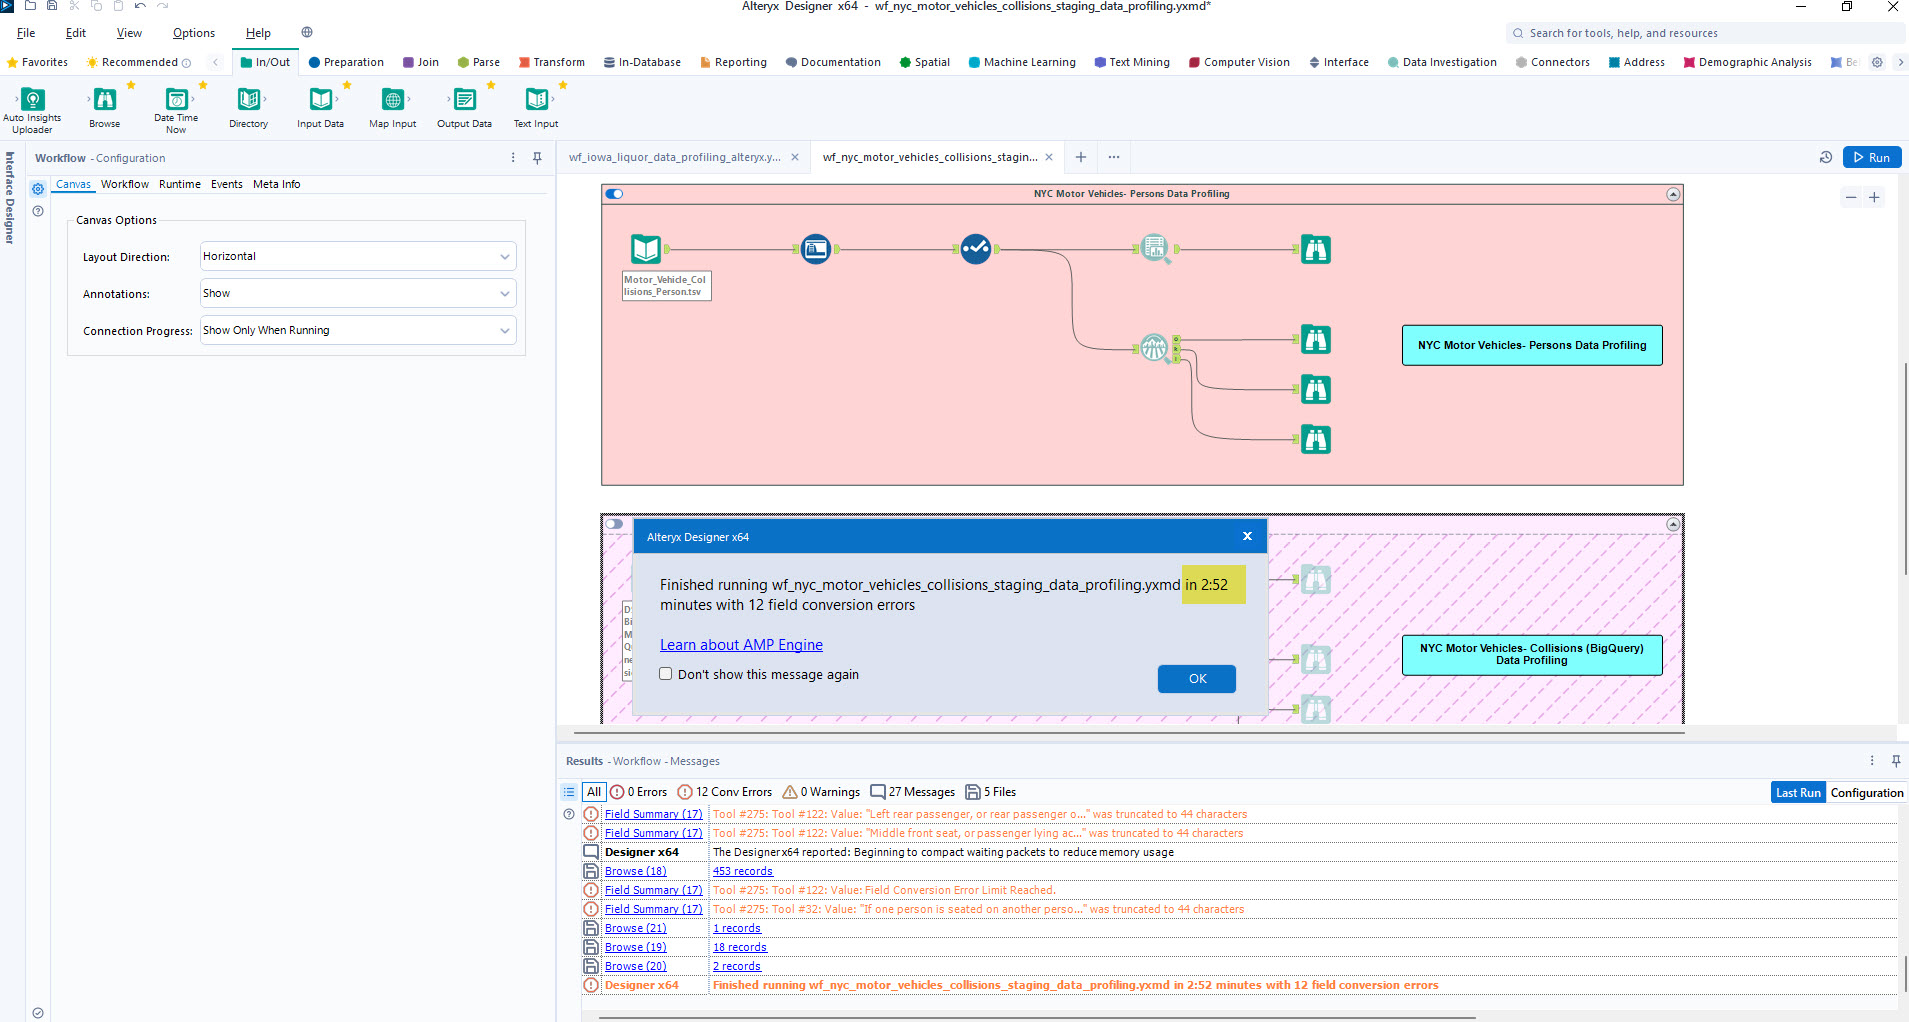 Alteryx Designer x64 - wf_nyc_motor_vehicles_collisions_staging_data_profiling.yxmd*
File Edit View Options Help
Search for tools, help, and resources
Favorites Recommended In/Out Preparation Join Parse Transform In-Database Reporting Documentation Spatial Machine Learning Text Mining Computer Vision Interface Data Investigation Connectors Address Demographic Analysis Be
Auto Insights Uploader
Browse
Date Time Now
Directory
Input Data
Map Input
Output Data
Text Input
Interface Designer
Workflow - Configuration
Canvas Workflow Runtime Events Meta Info
Canvas Options
Layout Direction: Horizontal
Annotations: Show
Connection Progress: Show Only When Running
wf_iowa_liquor_data_profiling_alteryx.y...
wf_nyc_motor_vehicles_collisions_stagin...
Run
NYC Motor Vehicles- Persons Data Profiling
Motor_Vehicle_Col
lisions_Person.tsv
O
R
I
NYC Motor Vehicles- Persons Data Profiling
Alteryx Designer x64
Finished running wf_nyc_motor_vehicles_collisions_staging_data_profiling.yxmd in 2:52
minutes with 12 field conversion errors
Learn about AMP Engine
Don't show this message again
OK
NYC Motor Vehicles- Collisions (BigQuery)
Data Profiling
Results - Workflow - Messages
All 0 Errors 12 Conv Errors 0 Warnings 27 Messages 5 Files
Last Run Configuration
Field Summary (17) Tool #275: Tool #122: Value: "Left rear passenger, or rear passenger o..." was truncated to 44 characters
Field Summary (17) Tool #275: Tool #122: Value: "Middle front seat, or passenger lying ac..." was truncated to 44 characters
Designer x64 The Designer x64 reported: Beginning to compact waiting packets to reduce memory usage
Browse (18) 453 records
Field Summary (17) Tool #275: Tool #122: Value: Field Conversion Error Limit Reached.
Field Summary (17) Tool #275: Tool #32: Value: "If one person is seated on another perso..." was truncated to 44 characters
Browse (21) 1 records
Browse (19) 18 records
Browse (20) 2 records
Designer x64 Finished running wf_nyc_motor_vehicles_collisions_staging_data_profiling.yxmd in 2:52 minutes with 12 field conversion errors